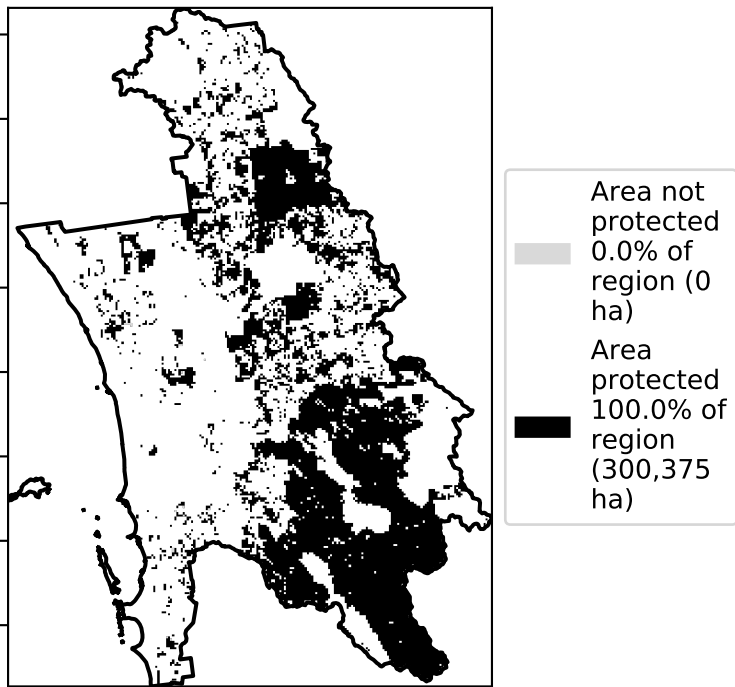 Area not
protected
0.0% of
region (0
ha)
Area
protected
100.0% of
region
(300,375
ha)